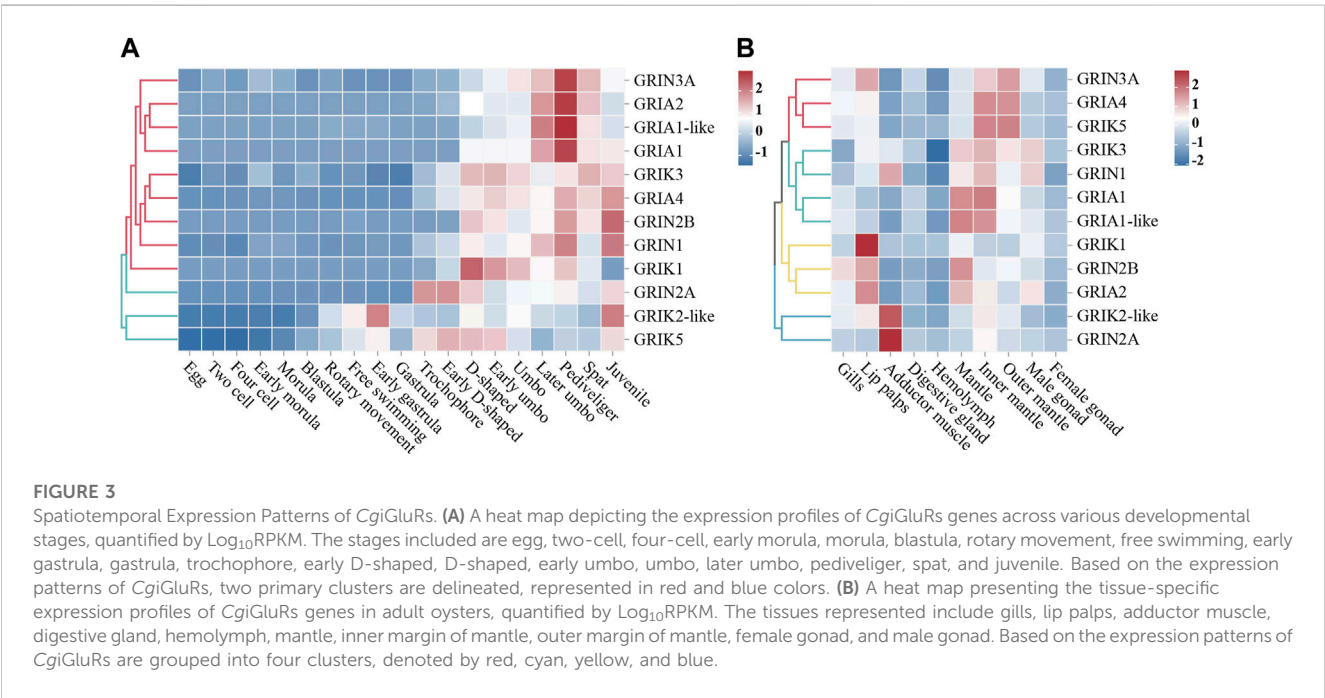 A
GRIN3A
GRIA2
GRIA1-like
GRIA1
GRIK3
GRIA4
GRIN2B
GRIN1
GRIK1
GRIN2A
GRIK2-like
GRIK5
2
1
0
-1
Egg
Two cell
Four cell
Early morula
Morula
Blastula
Rotary movement
Free swimming
Early gastrula
Gastrula
Trochophore
Early D-shaped
D-shaped
Early umbo
Umbo
Later umbo
Pediveliger
Spat
Juvenile
B
GRIN3A
GRIA4
GRIK5
GRIK3
GRIN1
GRIA1
GRIA1-like
GRIK1
GRIN2B
GRIA2
GRIK2-like
GRIN2A
2
1
0
-1
-2
Gills
Lip palps
Adductor muscle
Digestive gland
Hemolymph
Mantle
Inner mantle
Outer mantle
Male gonad
Female gonad
FIGURE 3
Spatiotemporal Expression Patterns of CgiGluRs. (A) A heat map depicting the expression profiles of CgiGluRs genes across various developmental
stages, quantified by Log₁₀RPKM. The stages included are egg, two-cell, four-cell, early morula, morula, blastula, rotary movement, free swimming, early
gastrula, gastrula, trochophore, early D-shaped, D-shaped, early umbo, umbo, later umbo, pediveliger, spat, and juvenile. Based on the expression
patterns of CgiGluRs, two primary clusters are delineated, represented in red and blue colors. (B) A heat map presenting the tissue-specific
expression profiles of CgiGluRs genes in adult oysters, quantified by Log₁₀RPKM. The tissues represented include gills, lip palps, adductor muscle,
digestive gland, hemolymph, mantle, inner margin of mantle, outer margin of mantle, female gonad, and male gonad. Based on the expression patterns of
CgiGluRs are grouped into four clusters, denoted by red, cyan, yellow, and blue.